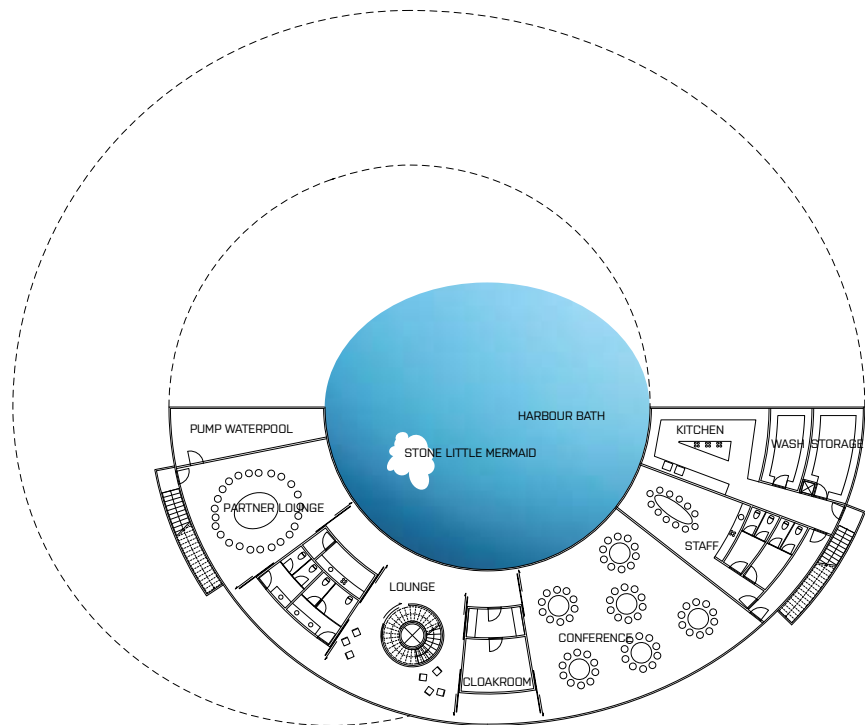 HARBOUR BATH
PUMP WATERPOOL
KITCHEN
WASH
STORAGE
STONE LITTLE MERMAID
PARTNER LOUNGE
STAFF
LOUNGE
CONFERENCE
CLOAKROOM